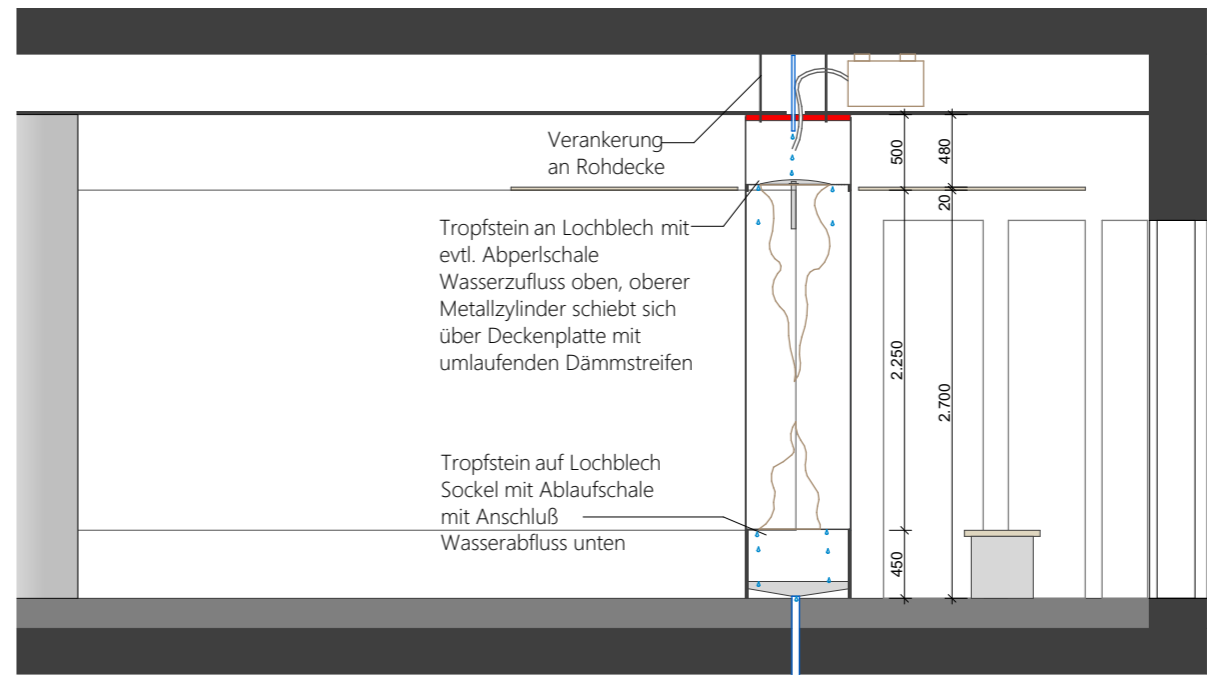 Verankerung
an Rohdecke
Tropfstein an Lochblech mit
evtl. Abperlschale
Wasserzufluss oben, oberer
Metallzylinder schiebt sich
über Deckenplatte mit
umlaufenden Dämmstreifen
Tropfstein auf Lochblech
Sockel mit Ablaufschale
mit Anschluß
Wasserabfluss unten
500
480
20
2.250
2.700
450